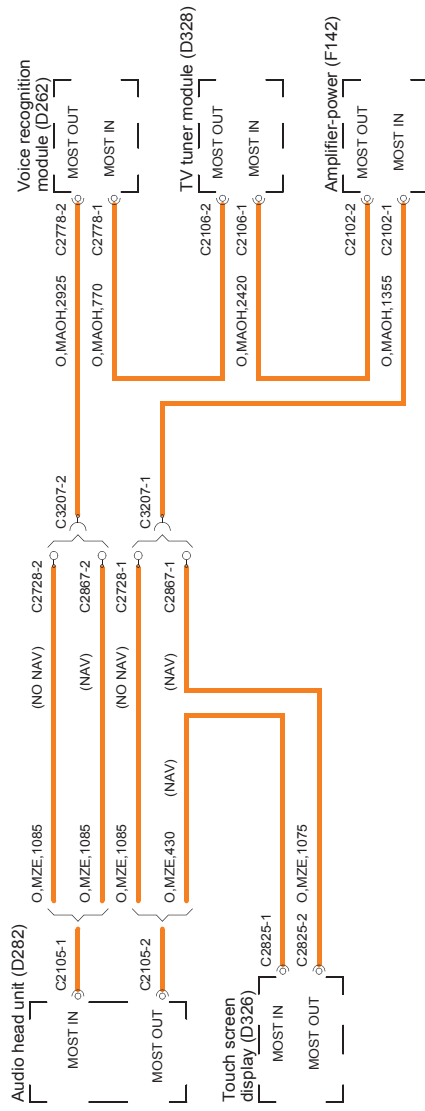 Audio head unit (D282)
MOST IN
MOST OUT
C2105-1
C2105-2
Touch screen
display (D326)
MOST IN
MOST OUT
C2825-1
C2825-2
O,MZE,1085
O,MZE,1085
O,MZE,1085
O,MZE,430
O,MZE,1075
(NO NAV)
(NAV)
(NO NAV)
(NAV)
(NAV)
C2728-2
C2867-2
C2728-1
C2867-1
C3207-2
C3207-1
O,MAOH,2925
O,MAOH,770
O,MAOH,2420
O,MAOH,1355
C2778-2
C2778-1
C2106-2
C2106-1
C2102-2
C2102-1
Voice recognition
module (D262)
MOST OUT
MOST IN
TV tuner module (D328)
MOST OUT
MOST IN
Amplifier-power (F142)
MOST OUT
MOST IN